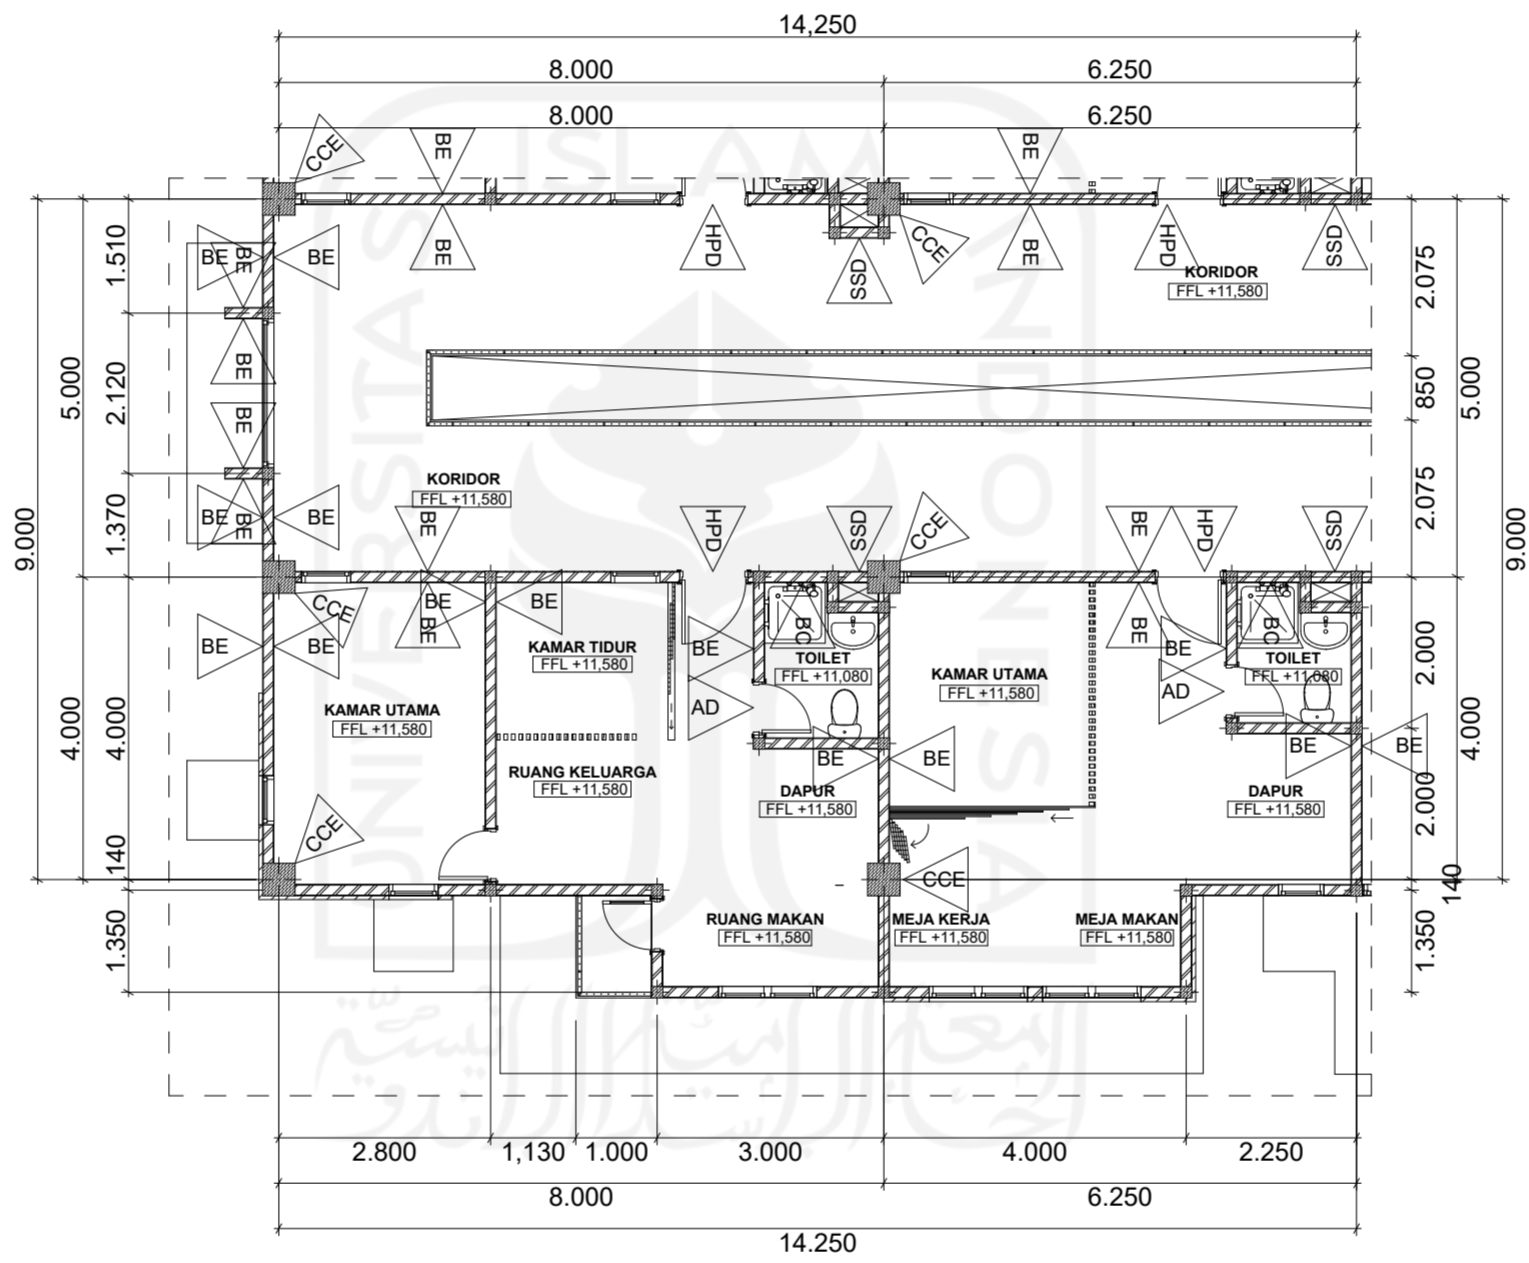 14,250
8.000
6.250
8.000
6.250
CCE
BE
BE
ISLAM
UNIVERSITAS
INDONESIA
1.510
2.120
1.370
5.000
9.000
4.000
4.000
140
1.350
BE
BE
BE
BE
BE
BE
BE
BE
BE
HPD
SSD
CCE
BE
HPD
SSD
KORIDOR
FFL +11,580
2.075
850
2.075
5.000
9.000
KORIDOR
FFL +11,580
BE
HPD
SSD
CCE
BE
HPD
SSD
CCE
BE
BE
BE
BE
BE
KAMAR TIDUR
FFL +11,580
BE
AD
BC
TOILET
FFL +11,080
KAMAR UTAMA
FFL +11,580
BE
BE
AD
BC
TOILET
FFL +11,080
2.000
4.000
2.000
140
1.350
KAMAR UTAMA
FFL +11,580
RUANG KELUARGA
FFL +11,580
BE
BE
DAPUR
FFL +11,580
BE
BE
DAPUR
FFL +11,580
CCE
CCE
RUANG MAKAN
FFL +11,580
MEJA KERJA
FFL +11,580
MEJA MAKAN
FFL +11,580
2.800
1,130
1.000
3.000
4.000
2.250
8.000
6.250
14.250